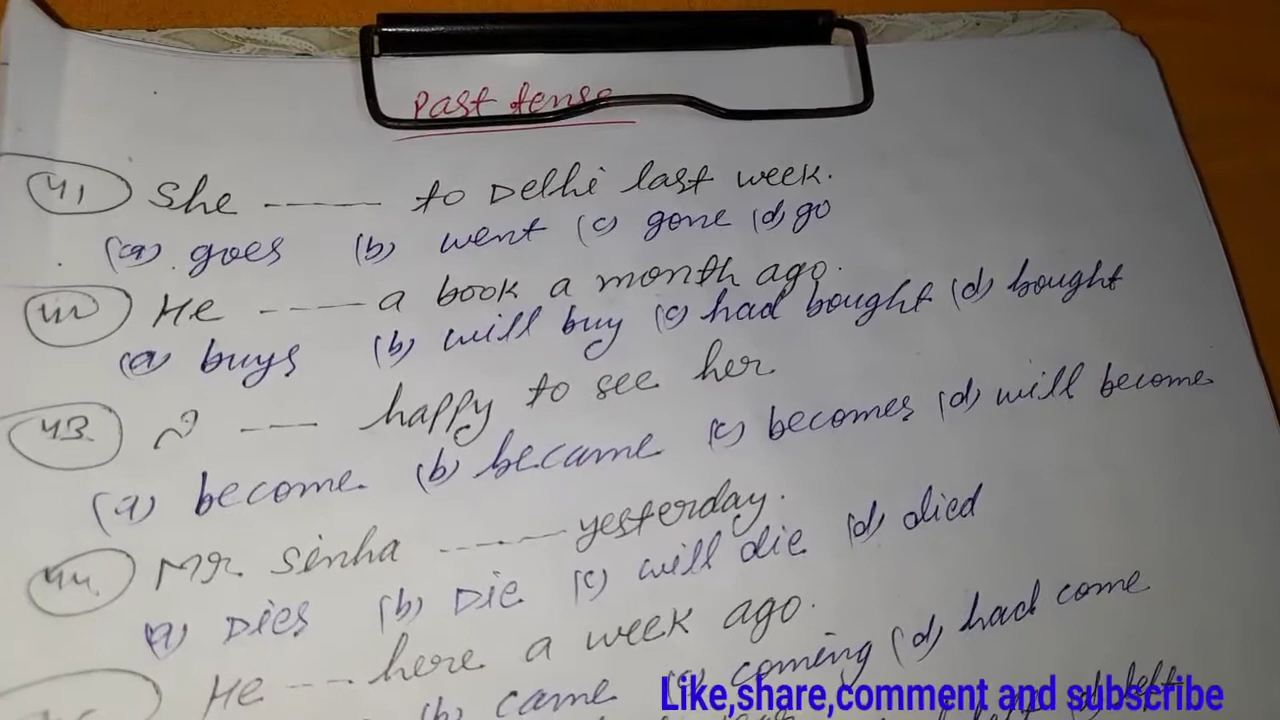 Past tense
41 She ------ to Delhi last week.
(a) goes (b) went (c) gone (d) go
He ------ a book a month ago.
(a) buys (b) will buy (c) had bought (d) bought
43. ---- happy to see her
(a) become (b) became (c) becomes (d) will become
44. Mr. Sinha ------ yesterday.
(a) Dies (b) Die (c) will die (d) died
He ---- here a week ago.
(b) came (c) coming (d) had come
left
Like,share,comment and subscribe